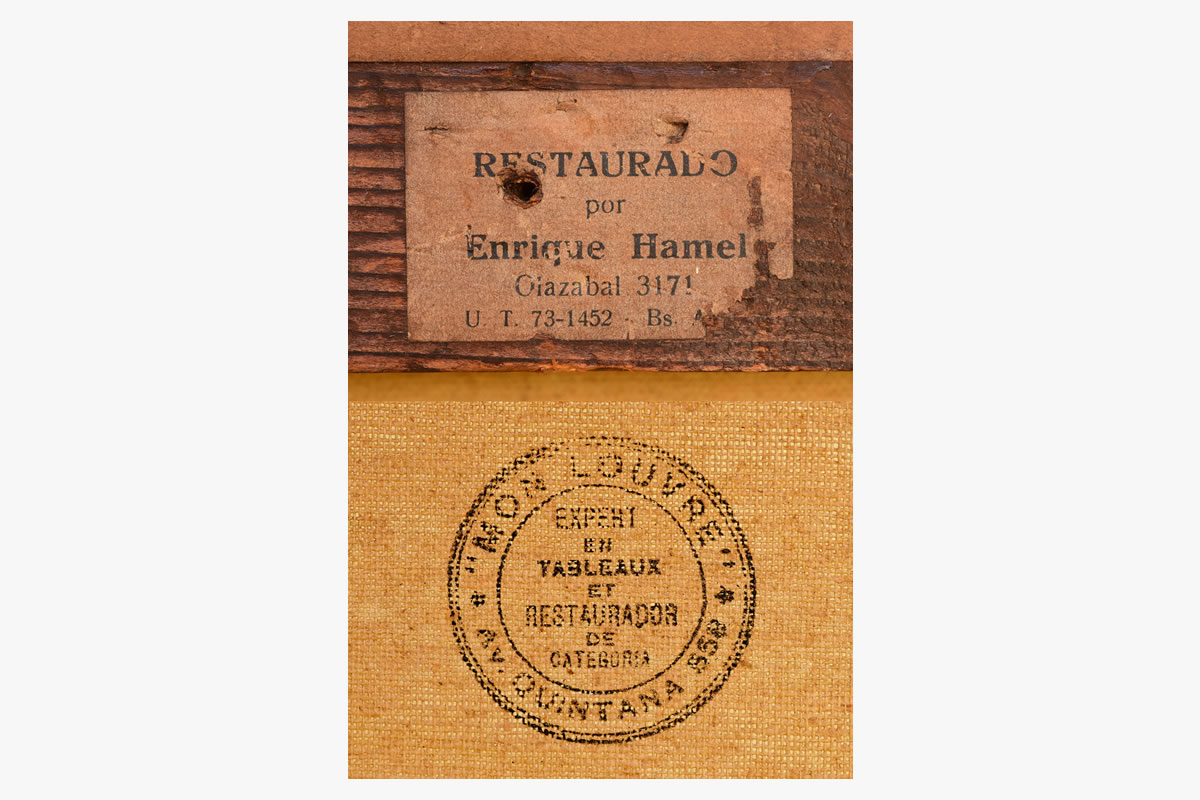 RESTAURADO
por
Enrique Hamel
Olazabal 3171
U T. 73-1452 - Bs. A
"MON LOUVRE"
EXPERT
EN
TABLEAUX
ET
RESTAURADOR
DE
CATEGORIA
* AV. QUINTANA *